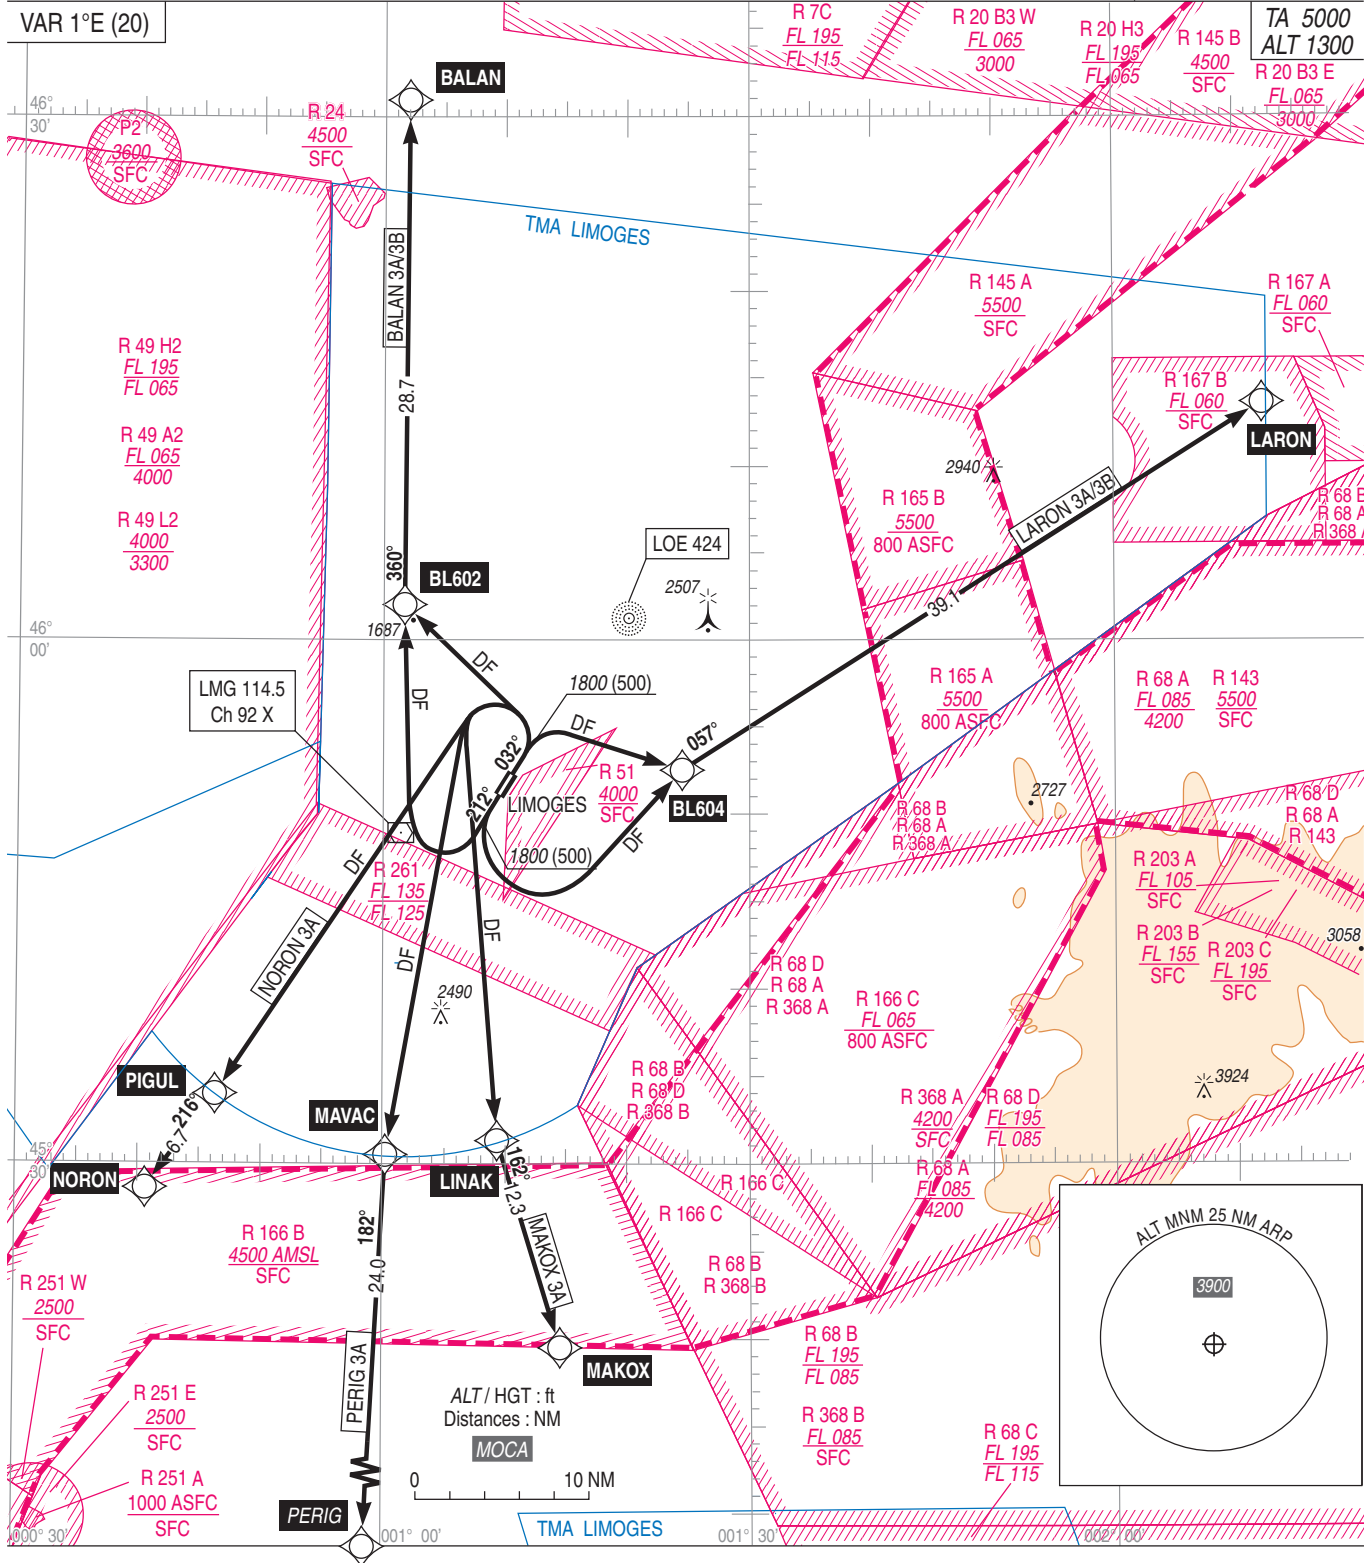 VAR 1°E (20)
TA 5000
ALT 1300
R 7C
FL 195
FL 115
R 20 B3 W
FL 065
3000
R 20 H3
FL 195
FL 065
R 145 B
4500
SFC
R 20 B3 E
FL 065
3000
BALAN
46°
30'
P2
3600
SFC
R 24
4500
SFC
TMA LIMOGES
BALAN 3A/3B
28.7
360°
R 145 A
5500
SFC
R 167 A
FL 060
SFC
R 167 B
FL 060
SFC
LARON
R 49 H2
FL 195
FL 065
R 49 A2
FL 065
4000
R 49 L2
4000
3300
2940
R 165 B
5500
800 ASFC
LARON 3A/3B
39.1
R 68 B
R 68 A
R 368 A
LOE 424
2507
BL602
1687
46°
00'
LMG 114.5
Ch 92 X
DF
DF
1800 (500)
DF
032°
212°
LIMOGES
R 51
4000
SFC
057°
BL604
DF
1800 (500)
R 165 A
5500
800 ASFC
R 68 A
FL 085
4200
R 143
5500
SFC
2727
R 68 B
R 68 A
R 368 A
R 68 D
R 68 A
R 143
R 203 A
FL 105
SFC
R 203 B
FL 155
SFC
R 203 C
FL 195
SFC
3058
DF
R 261
FL 135
FL 125
NORON 3A
DF
DF
2490
R 68 D
R 68 A
R 368 A
R 166 C
FL 065
800 ASFC
R 68 B
R 68 D
R 368 B
R 368 A
4200
SFC
R 68 D
FL 195
FL 085
3924
PIGUL
216°
6.7
MAVAC
45°
30'
NORON
LINAK
162°
12.3
MAKOX 3A
R 68 A
FL 085
4200
R 166 C
R 166 C
R 166 B
4500 AMSL
SFC
182°
24.0
PERIG 3A
R 68 B
R 368 B
ALT MNM 25 NM ARP
3900
R 251 W
2500
SFC
MAKOX
R 68 B
FL 195
FL 085
R 251 E
2500
SFC
ALT / HGT : ft
Distances : NM
MOCA
0 10 NM
R 368 B
FL 085
SFC
R 68 C
FL 195
FL 115
R 251 A
1000 ASFC
SFC
PERIG
TMA LIMOGES
000° 30'
001° 00'
001° 30'
002° 00'